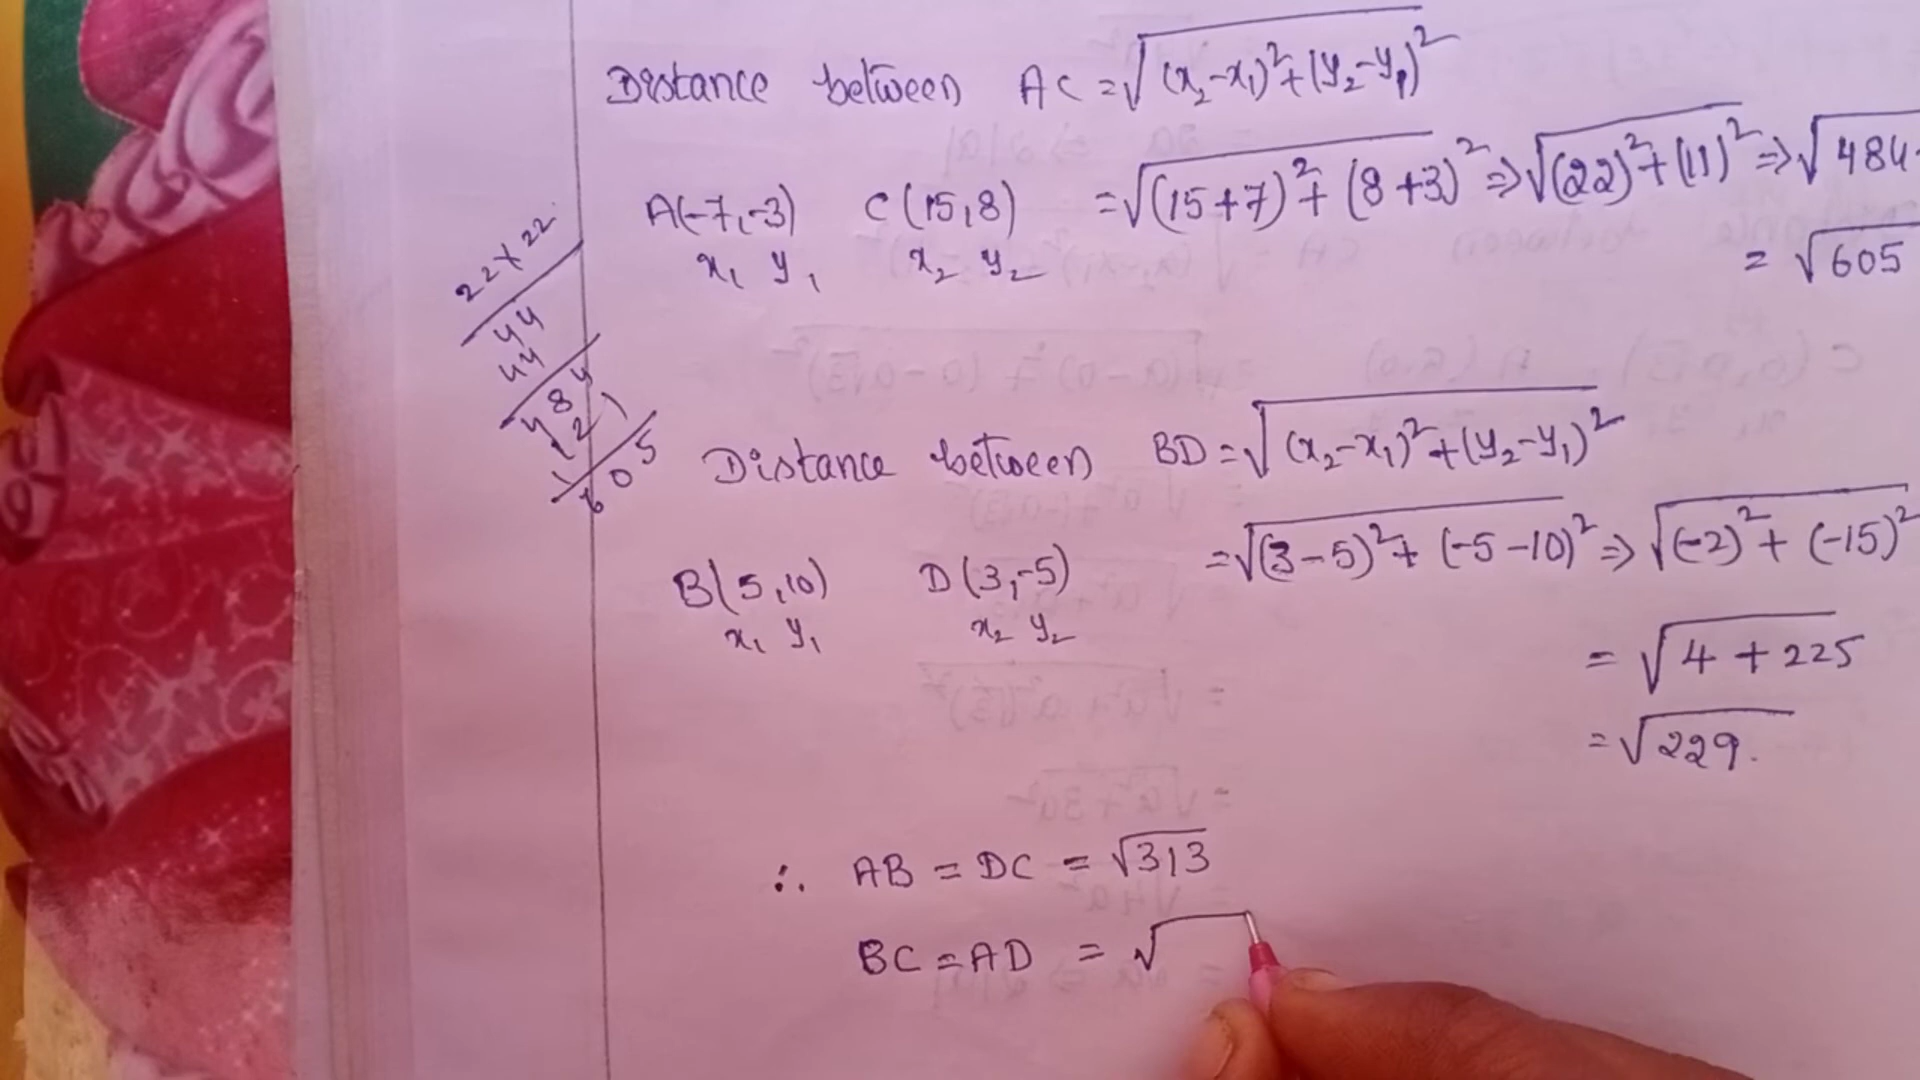 Distance between AC = √(x₂-x₁)²+(y₂-y₁)²
A(-7,-3) C(15,8) = √(15+7)²+(8+3)² ⇒ √(22)²+(11)² ⇒ √484
x₁ y₁ x₂ y₂ = √605
22×22
44
44
484
121
605
Distance between BD = √(x₂-x₁)²+(y₂-y₁)²
B(5,10) D(3,-5) = √(3-5)²+(-5-10)² ⇒ √(-2)²+(-15)²
x₁ y₁ x₂ y₂ = √4+225
= √229.
∴ AB = DC = √313
BC = AD = √